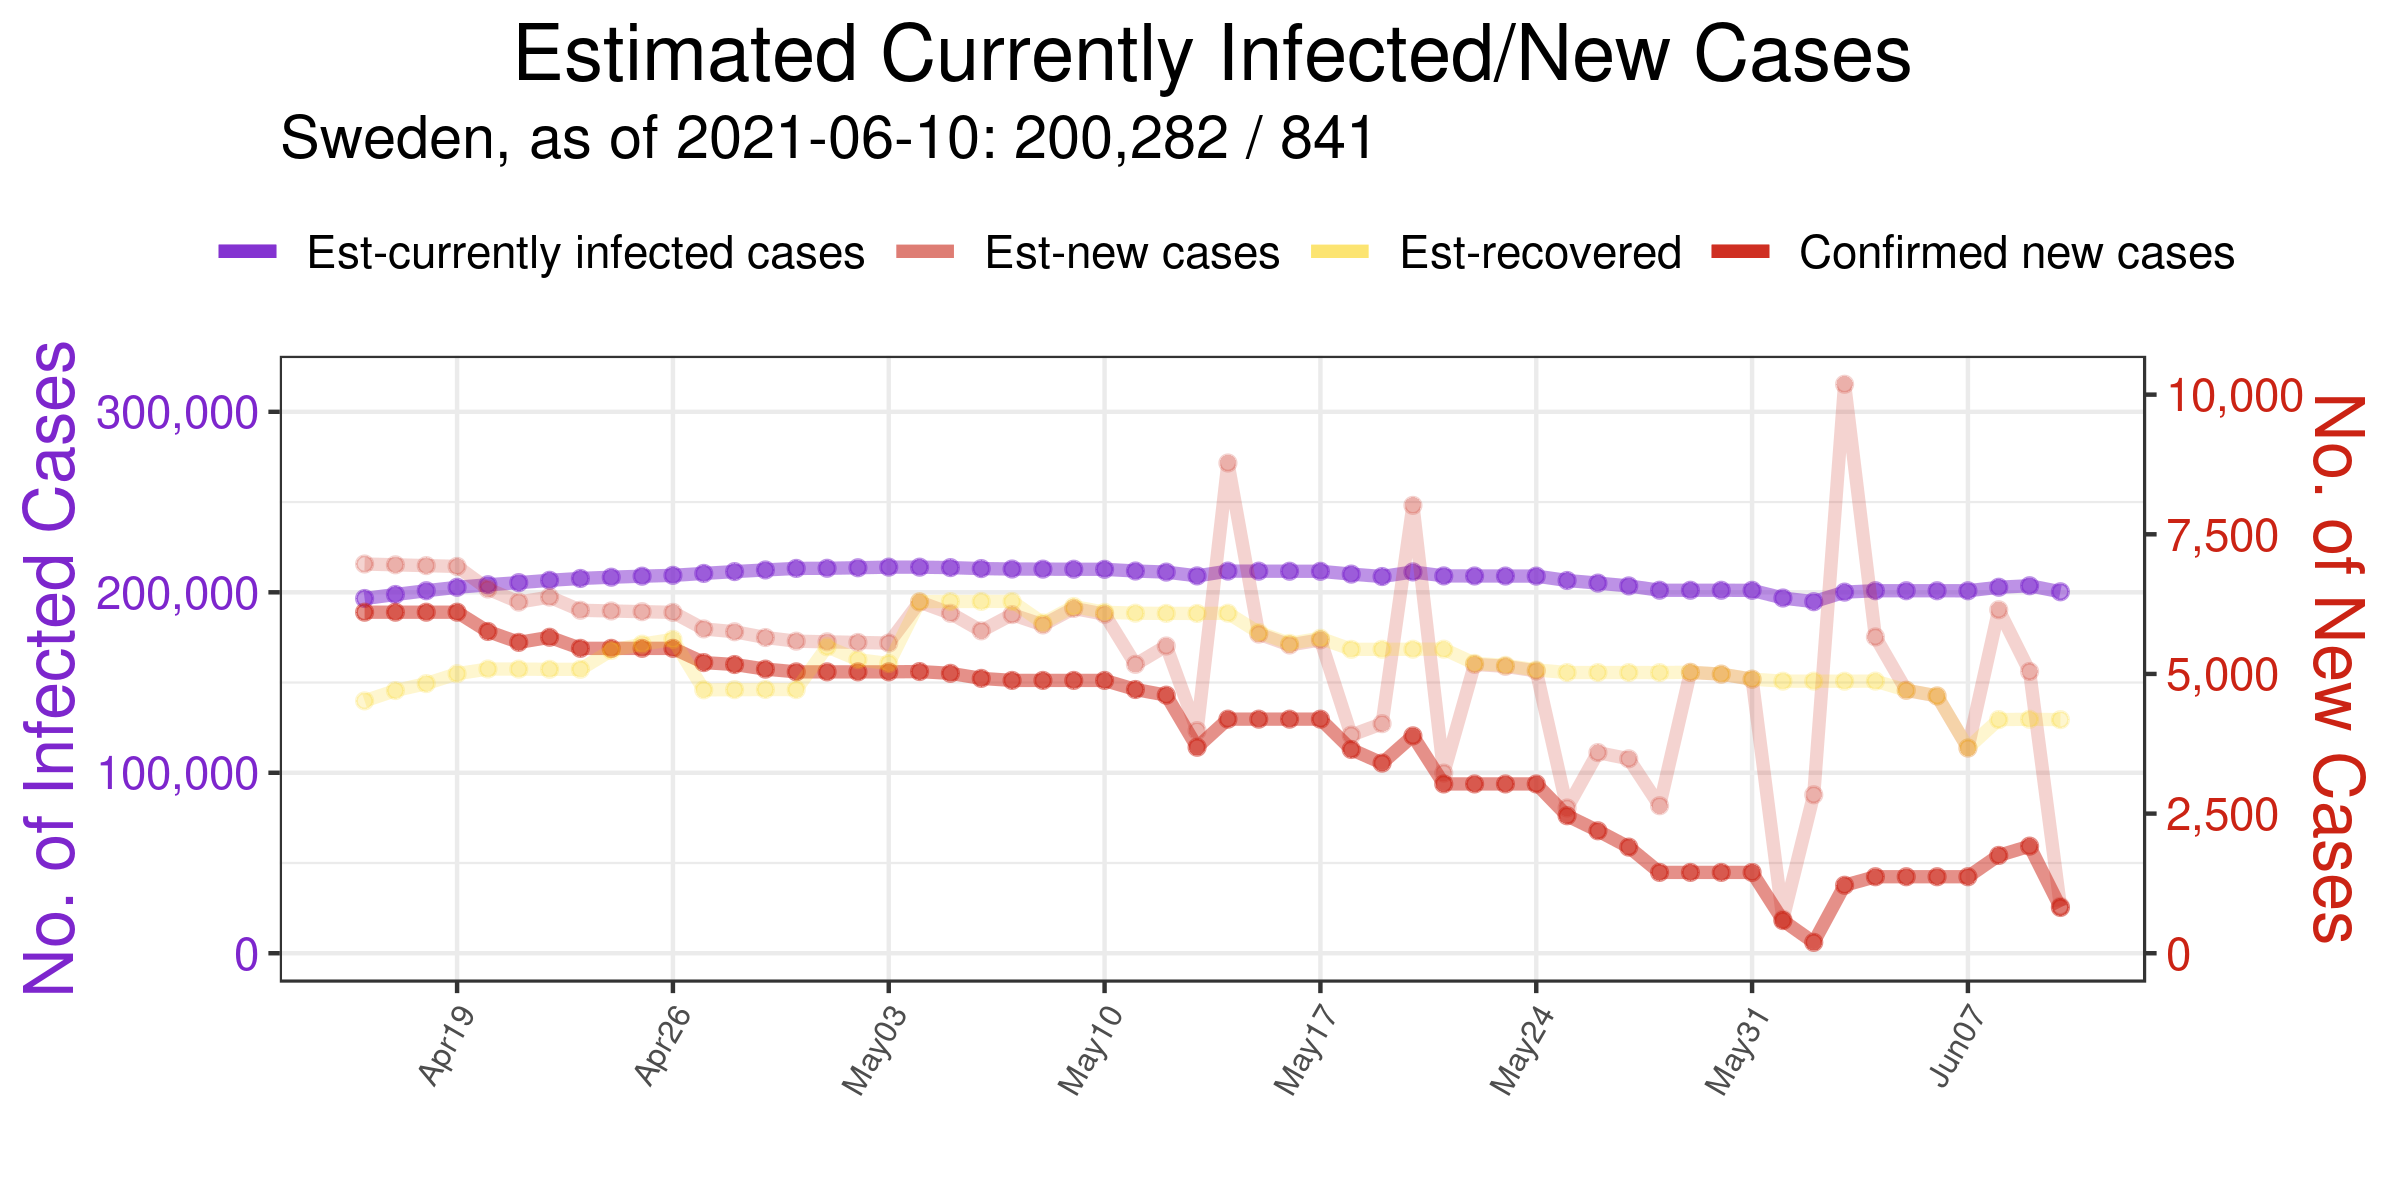 Estimated Currently Infected/New Cases
Sweden, as of 2021-06-10: 200,282 / 841
Est-currently infected cases Est-new cases Est-recovered Confirmed new cases
No. of Infected Cases
300,000
200,000
100,000
0
10,000
7,500
5,000
2,500
0
No. of New Cases
Apr19 Apr26 May03 May10 May17 May24 May31 Jun07